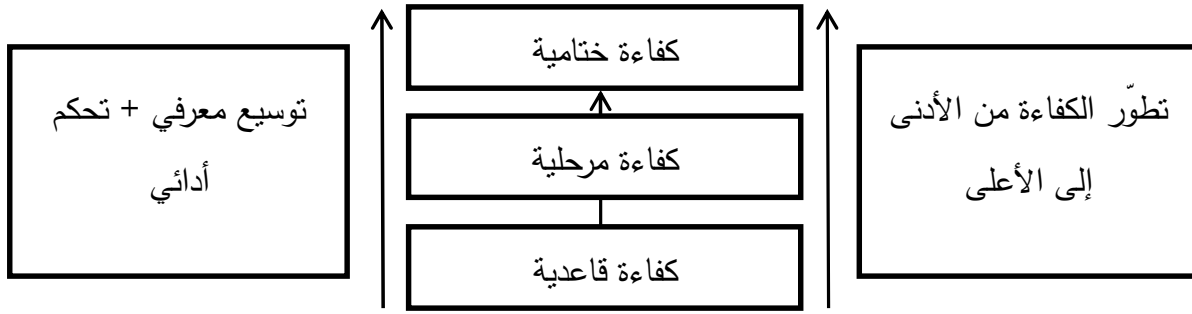 تطوّر الكفاءة من الأدنى
إلى الأعلى
كفاءة ختامية
كفاءة مرحلية
كفاءة قاعدية
توسيع معرفي + تحكم
أدائي